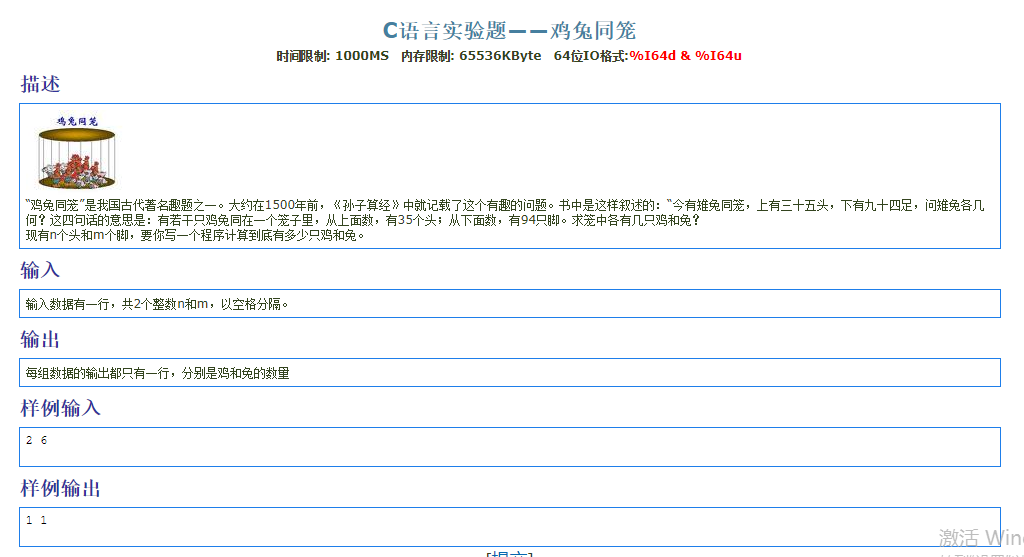 C语言实验题——鸡兔同笼
时间限制: 1000MS 内存限制: 65536KByte 64位IO格式:%I64d & %I64u
描述
鸡兔同笼
“鸡兔同笼”是我国古代著名趣题之一。大约在1500年前，《孙子算经》中就记载了这个有趣的问题。书中是这样叙述的：“今有雉兔同笼，上有三十五头，下有九十四足，问雉兔各几
何？这四句话的意思是：有若干只鸡兔同在一个笼子里，从上面数，有35个头；从下面数，有94只脚。求笼中各有几只鸡和兔？
现有n个头和m个脚，要你写一个程序计算到底有多少只鸡和兔。
输入
输入数据有一行，共2个整数n和m，以空格分隔。
输出
每组数据的输出都只有一行，分别是鸡和兔的数量
样例输入
2 6
样例输出
1 1
激活 Win
[提交]